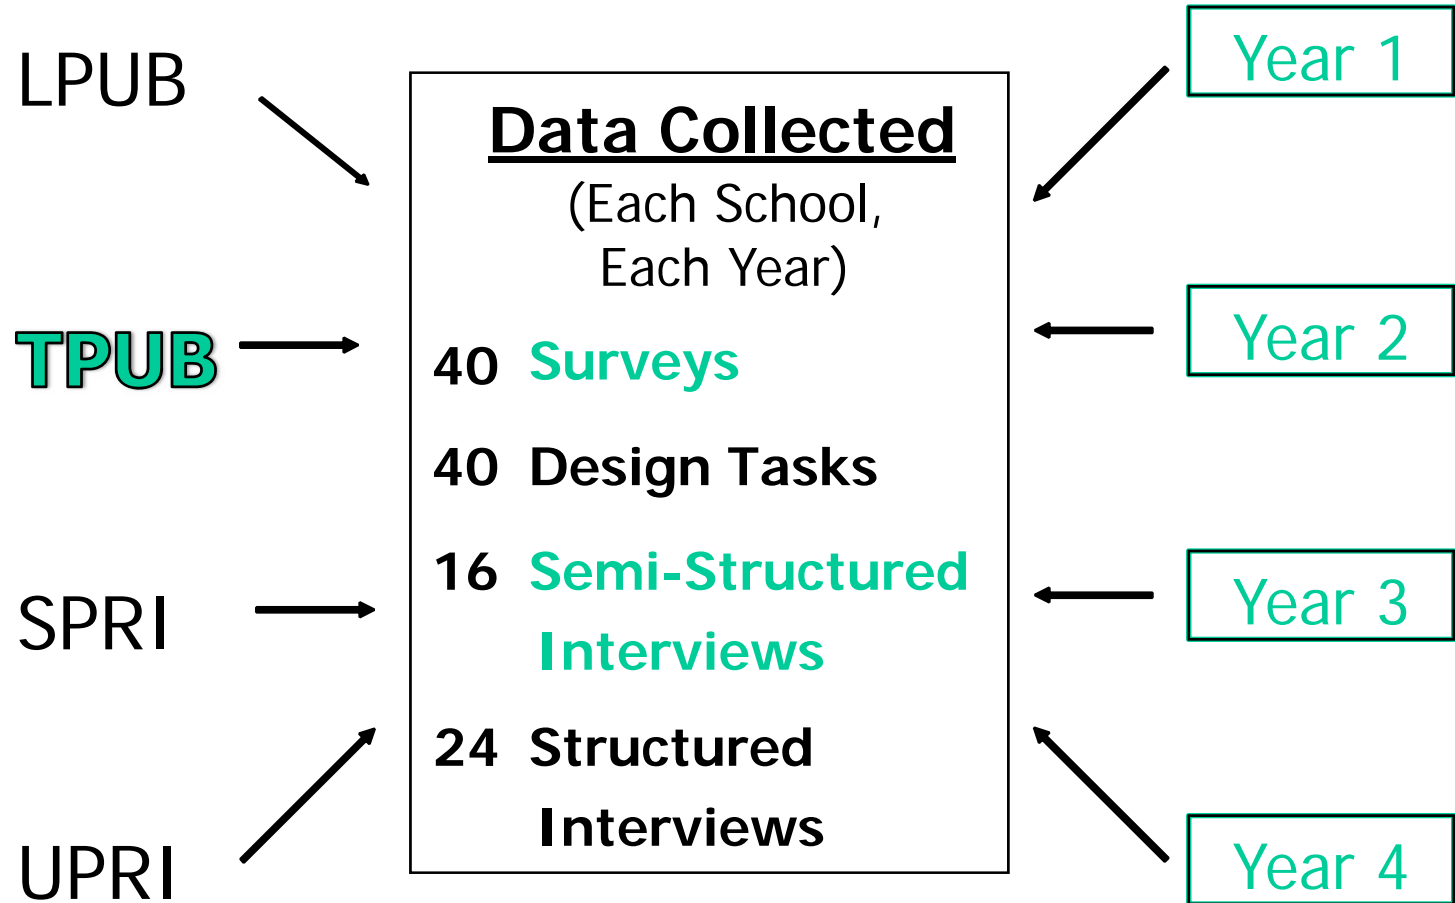 LPUB
TPUB
SPRI
UPRI
Data Collected
(Each School,
Each Year)
40 Surveys
40 Design Tasks
16 Semi-Structured
Interviews
24 Structured
Interviews
Year 1
Year 2
Year 3
Year 4